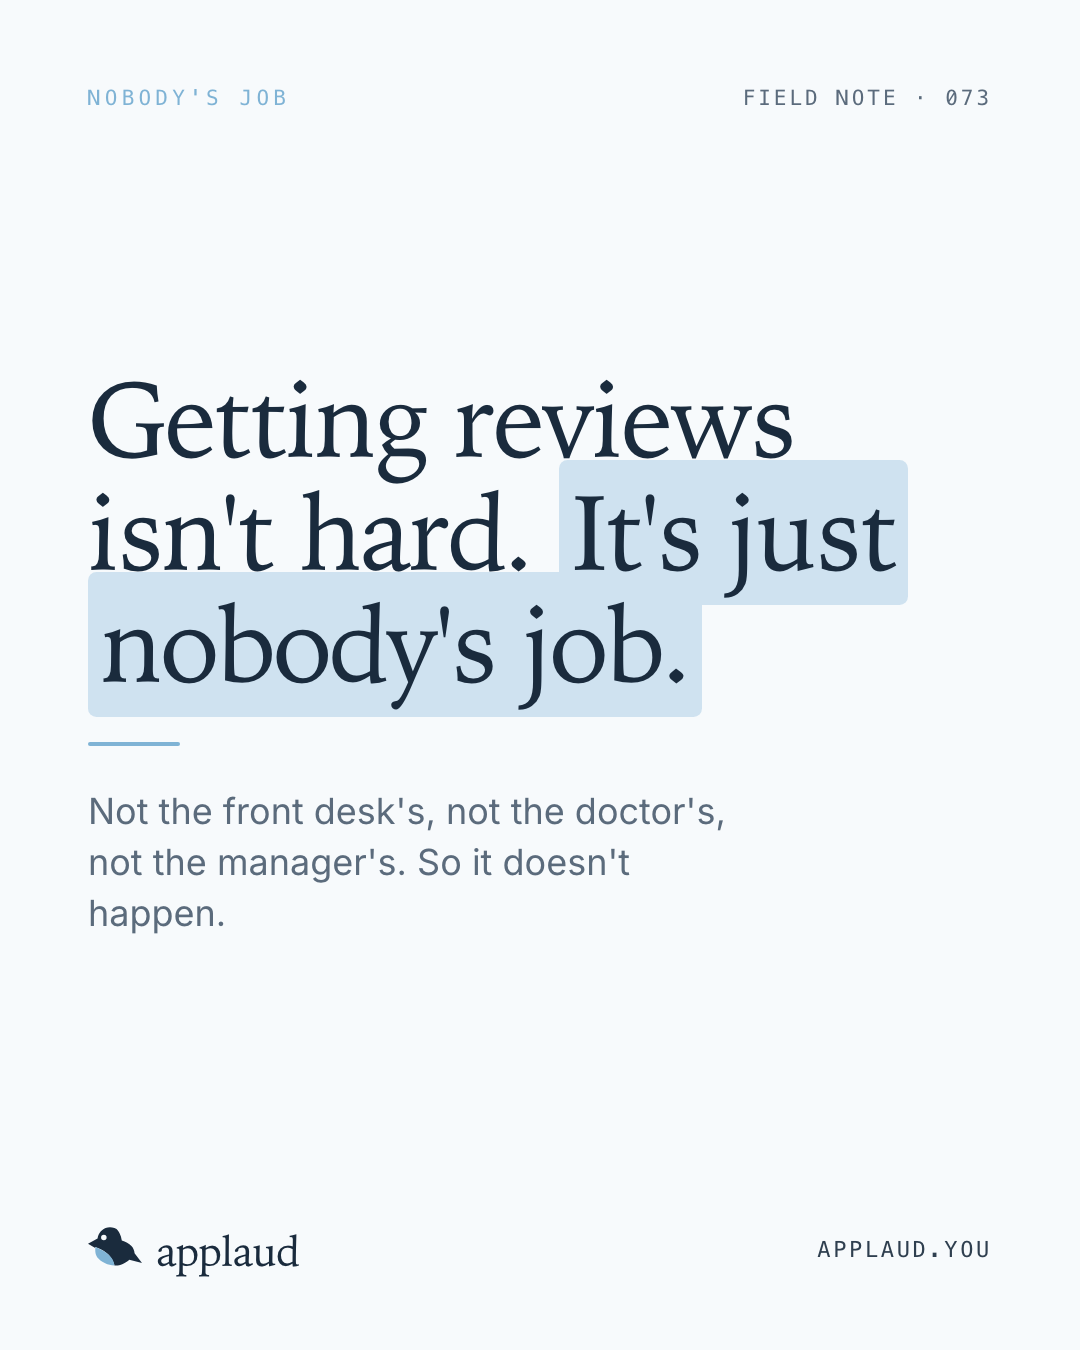 NOBODY'S JOB
FIELD NOTE · 073
Getting reviews
isn't hard. It's just
nobody's job.
Not the front desk's, not the doctor's,
not the manager's. So it doesn't
happen.
applaud
APPLAUD.YOU